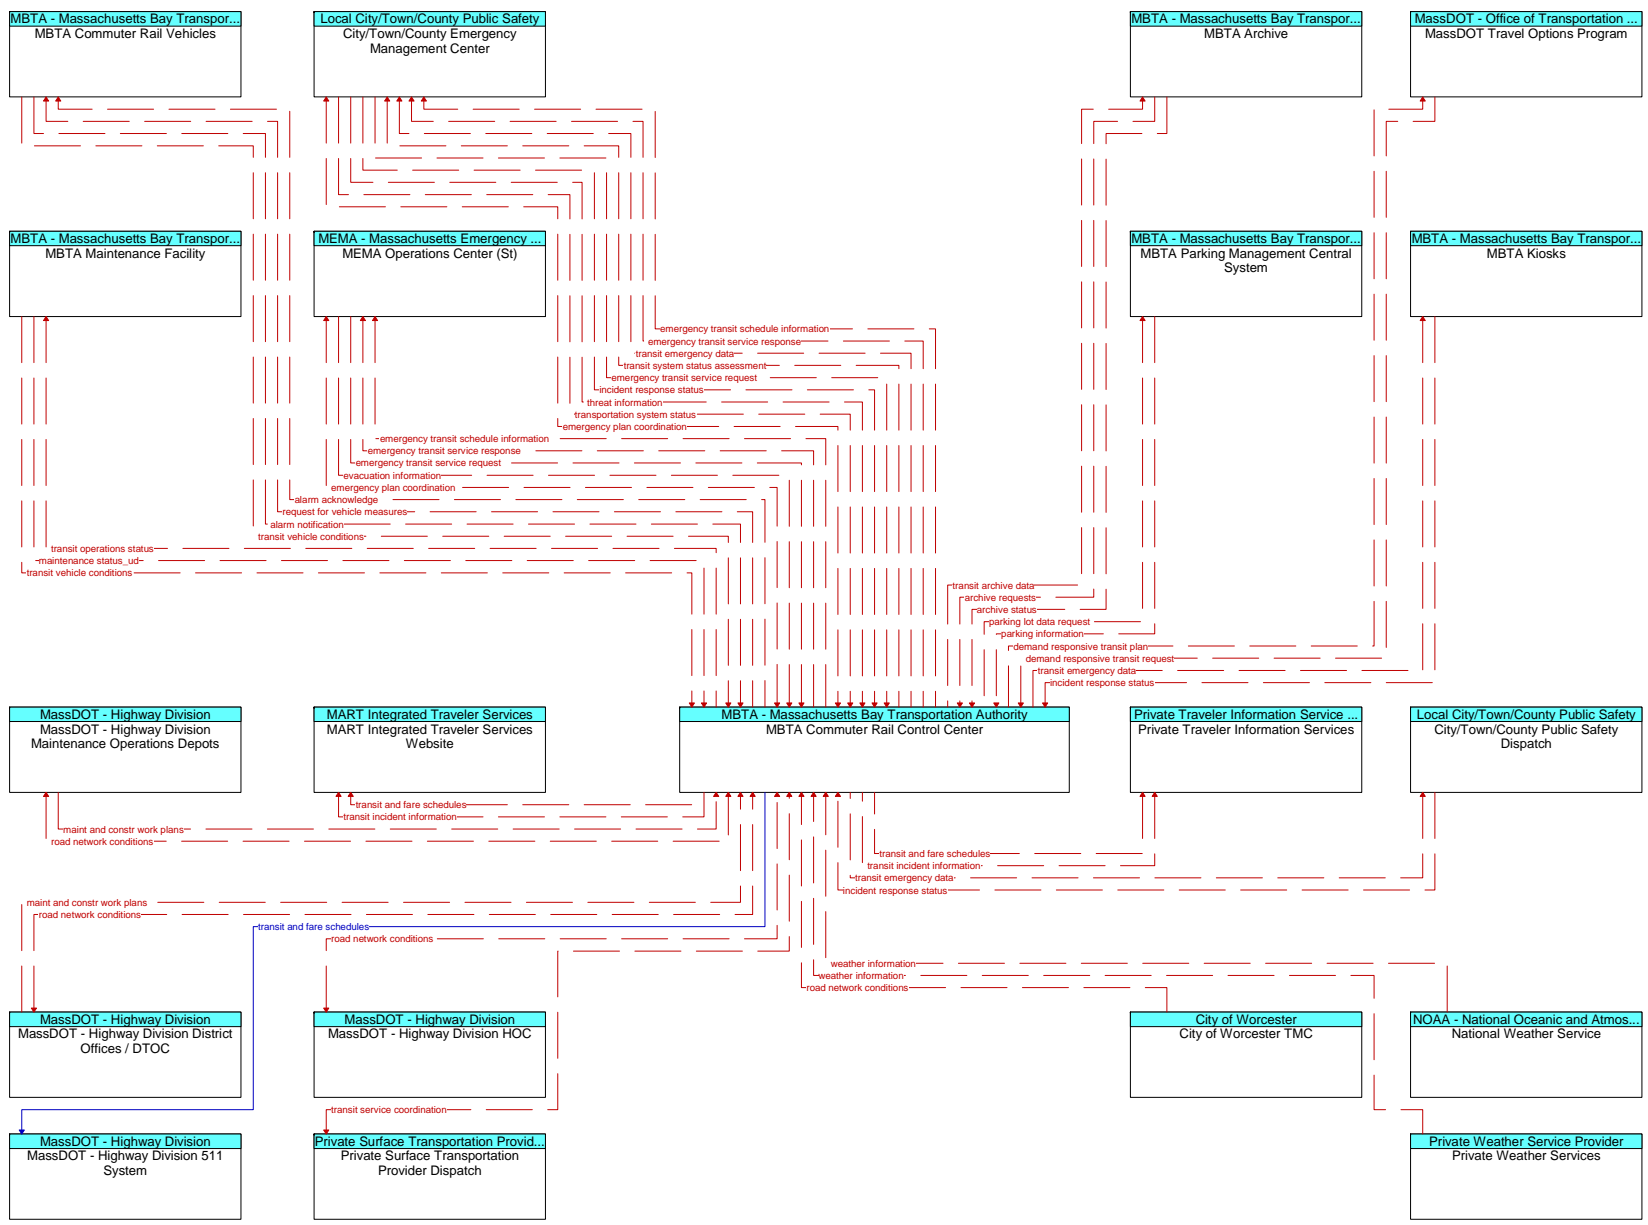 MBTA - Massachusetts Bay Transpor...
MBTA Commuter Rail Vehicles
Local City/Town/County Public Safety
City/Town/County Emergency
Management Center
MBTA - Massachusetts Bay Transpor...
MBTA Archive
MassDOT - Office of Transportation ...
MassDOT Travel Options Program
MBTA - Massachusetts Bay Transpor...
MBTA Maintenance Facility
MEMA - Massachusetts Emergency ...
MEMA Operations Center (St)
MBTA - Massachusetts Bay Transpor...
MBTA Parking Management Central
System
MBTA - Massachusetts Bay Transpor...
MBTA Kiosks
emergency transit schedule information
emergency transit service response
transit emergency data
transit system status assessment
emergency transit service request
incident response status
threat information
transportation system status
emergency plan coordination
emergency transit schedule information
emergency transit service response
emergency transit service request
evacuation information
emergency plan coordination
alarm acknowledge
request for vehicle measures
alarm notification
transit vehicle conditions
transit operations status
maintenance status_ud
transit vehicle conditions
transit archive data
archive requests
archive status
parking lot data request
parking information
demand responsive transit plan
demand responsive transit request
transit emergency data
incident response status
MassDOT - Highway Division
MassDOT - Highway Division
Maintenance Operations Depots
MART Integrated Traveler Services
MART Integrated Traveler Services
Website
MBTA - Massachusetts Bay Transportation Authority
MBTA Commuter Rail Control Center
Private Traveler Information Service ...
Private Traveler Information Services
Local City/Town/County Public Safety
City/Town/County Public Safety
Dispatch
transit and fare schedules
transit incident information
maint and constr work plans
road network conditions
transit and fare schedules
transit incident information
transit emergency data
incident response status
maint and constr work plans
road network conditions
transit and fare schedules
road network conditions
weather information
weather information
road network conditions
MassDOT - Highway Division
MassDOT - Highway Division District
Offices / DTOC
MassDOT - Highway Division
MassDOT - Highway Division HOC
City of Worcester
City of Worcester TMC
NOAA - National Oceanic and Atmos...
National Weather Service
transit service coordination
MassDOT - Highway Division
MassDOT - Highway Division 511
System
Private Surface Transportation Provid...
Private Surface Transportation
Provider Dispatch
Private Weather Service Provider
Private Weather Services